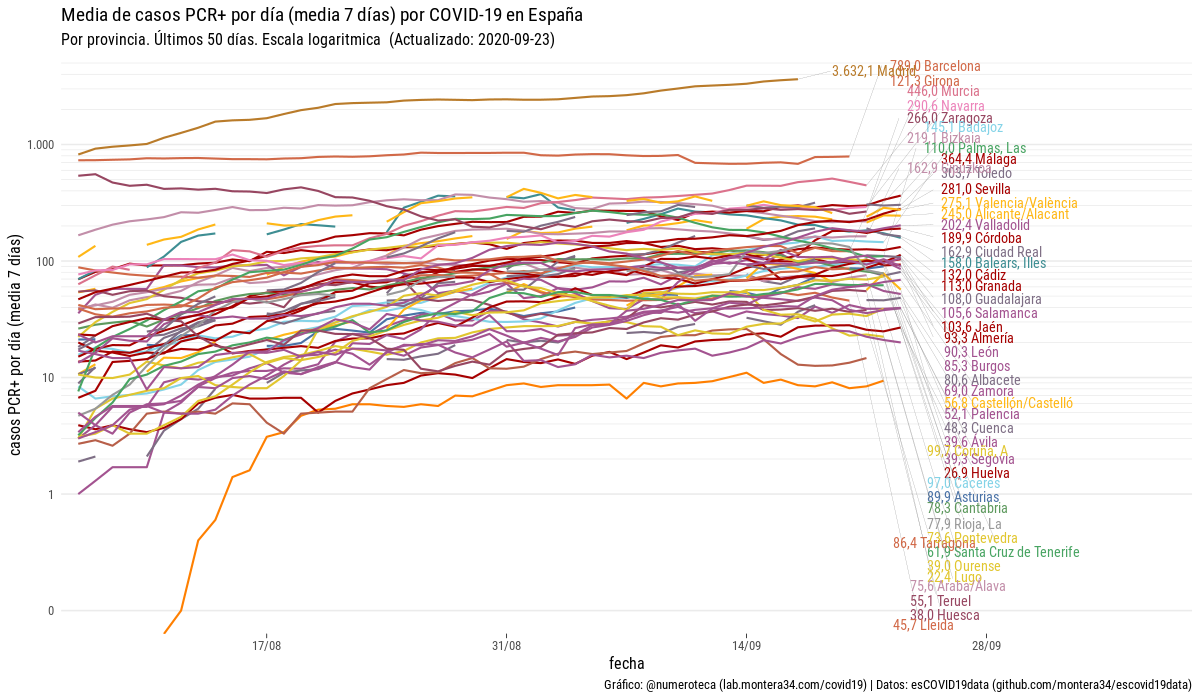 Media de casos PCR+ por día (media 7 días) por COVID-19 en España
Por provincia. Últimos 50 días. Escala logaritmica (Actualizado: 2020-09-23)
casos PCR+ por día (media 7 días)
1.000
100
10
1
0
17/08
31/08
14/09
28/09
fecha
3.632,1 Madrid
789,0 Barcelona
121,3 Girona
446,0 Murcia
290,6 Navarra
266,0 Zaragoza
145,1 Badajoz
219,1 Bizkaia
110,0 Palmas, Las
364,4 Málaga
162,9 Gipuzkoa
303,7 Toledo
281,0 Sevilla
275,1 Valencia/València
245,0 Alicante/Alacant
202,4 Valladolid
189,9 Córdoba
162,9 Ciudad Real
158,0 Balears, Illes
132,0 Cádiz
113,0 Granada
108,0 Guadalajara
105,6 Salamanca
103,6 Jaén
93,3 Almería
90,3 León
85,3 Burgos
80,6 Albacete
69,0 Zamora
56,8 Castellón/Castelló
52,1 Palencia
48,3 Cuenca
39,6 Ávila
Coruña, A
39,3 Segovia
26,9 Huelva
97,0 Cáceres
89,9 Asturias
78,3 Cantabria
77,9 Rioja, La
Pontevedra
86,4 Tarragona
61,9 Santa Cruz de Tenerife
39,0 Ourense
22,4 Lugo
75,6 Araba/Álava
55,1 Teruel
38,0 Huesca
45,7 Lleida
Gráfico: @numeroteca (lab.montera34.com/covid19) | Datos: esCOVID19data (github.com/montera34/escovid19data)